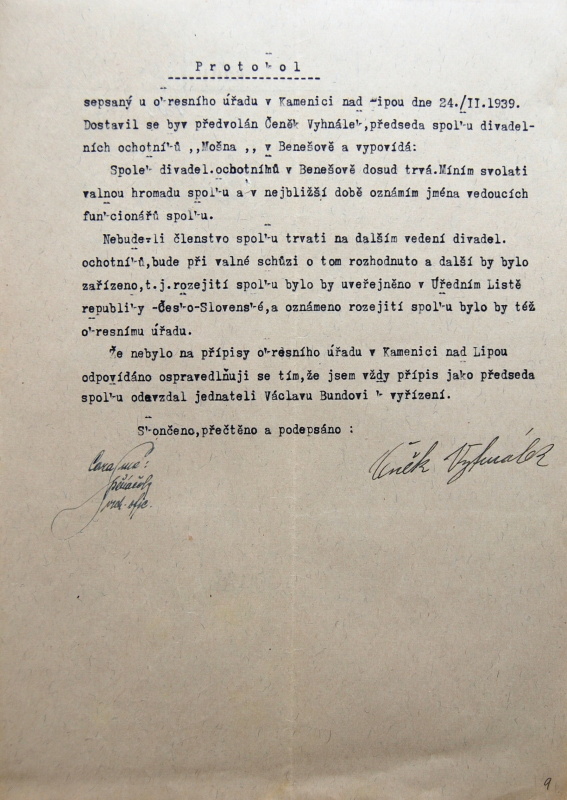 Protokol
sepsaný u okresního úřadu v Kamenici nad Lipou dne 24./II.1939.
Dostavil se byv předvolán Čeněk Vyhnálek,předseda spolku divadel-
ních ochotníků ,,Mošna ,, v Benešově a vypovídá:
Spolek divadel.ochotnímů v Benešově dosud trvá.Míním svolati
valnou hromadu spolku a v nejbližší době oznámím jména vedoucích
funkcionářů spolku.
Nebude-li členstvo spolku trvati na dalším vedení divadel.
ochotníků,bude při valné schůzi o tom rozhodnuto a další by bylo
zařízeno,t.j.rozejití spolku bylo by uveřejněno v Úředním Listě
republiky -Česko-Slovenské,a oznámeno rozejití spolku bylo by též
okresnímu úřadu.
Že nebylo na přípisy okresního úřadu v Kamenici nad Lipou
odpovídáno ospravedlňuji se tím,že jsem vždy přípis jako předseda
spolku odevzdal jednateli Václavu Bundovi k vyřízení.
Skončeno,přečteno a podepsáno :
Čeněk Vyhnálek
9